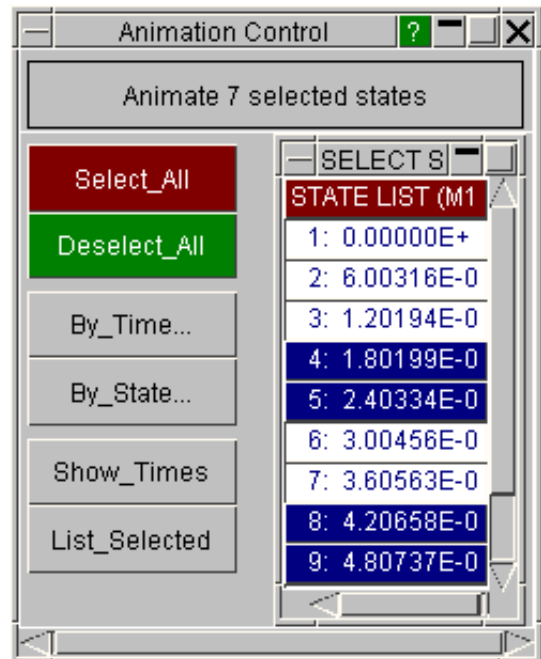 Animation Control ?
Animate 7 selected states
Select_All
Deselect_All
By_Time...
By_State...
Show_Times
List_Selected
SELECT S
STATE LIST (M1
1: 0.00000E+
2: 6.00316E-0
3: 1.20194E-0
4: 1.80199E-0
5: 2.40334E-0
6: 3.00456E-0
7: 3.60563E-0
8: 4.20658E-0
9: 4.80737E-0